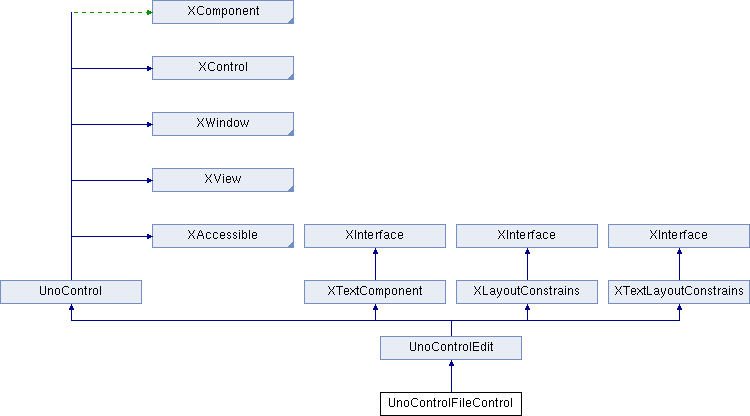 XComponent
XControl
XWindow
XView
XAccessible
XInterface
XInterface
XInterface
UnoControl
XTextComponent
XLayoutConstrains
XTextLayoutConstrains
UnoControlEdit
UnoControlFileControl